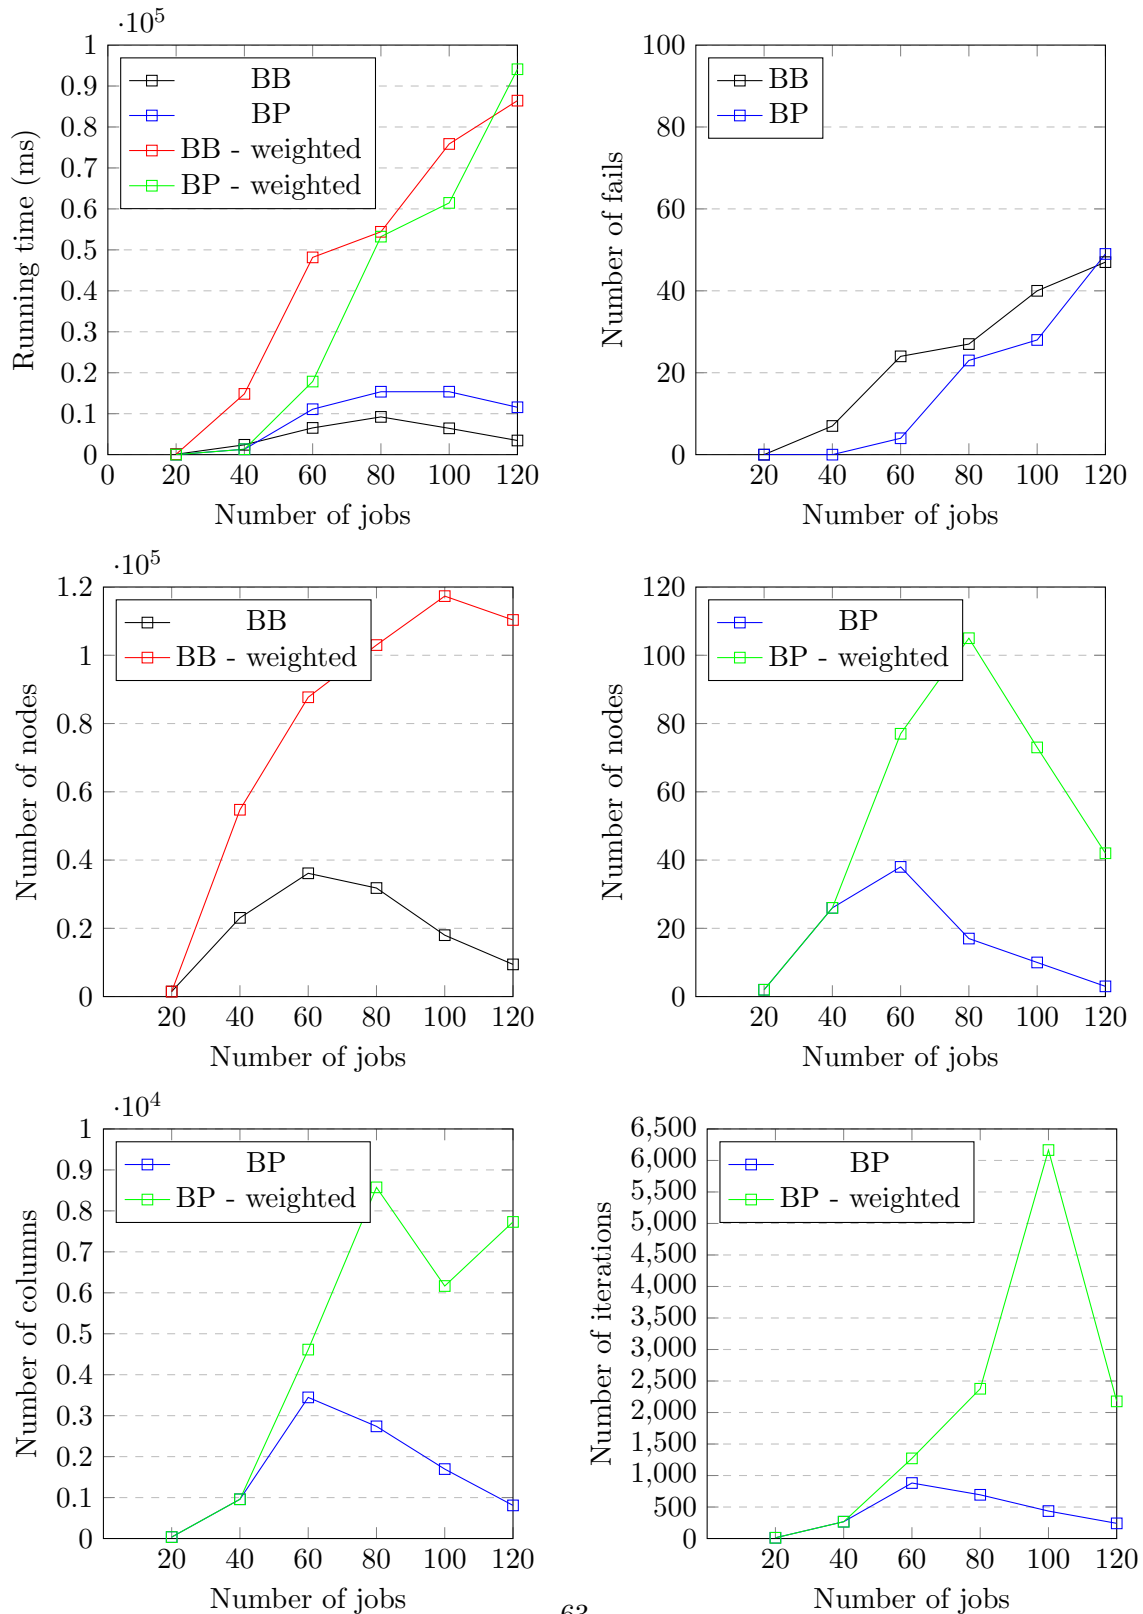 ·10⁵
1
0.9
0.8
0.7
0.6
0.5
0.4
0.3
0.2
0.1
0
0 20 40 60 80 100 120
Running time (ms)
Number of jobs
BB
BP
BB - weighted
BP - weighted
100
80
60
40
20
0
20 40 60 80 100 120
Number of fails
Number of jobs
BB
BP
·10⁵
1.2
1
0.8
0.6
0.4
0.2
0
20 40 60 80 100 120
Number of nodes
Number of jobs
BB
BB - weighted
120
100
80
60
40
20
0
20 40 60 80 100 120
Number of nodes
Number of jobs
BP
BP - weighted
·10⁴
1
0.9
0.8
0.7
0.6
0.5
0.4
0.3
0.2
0.1
0
20 40 60 80 100 120
Number of columns
Number of jobs
BP
BP - weighted
6,500
6,000
5,500
5,000
4,500
4,000
3,500
3,000
2,500
2,000
1,500
1,000
500
0
20 40 60 80 100 120
Number of iterations
Number of jobs
BP
BP - weighted
63